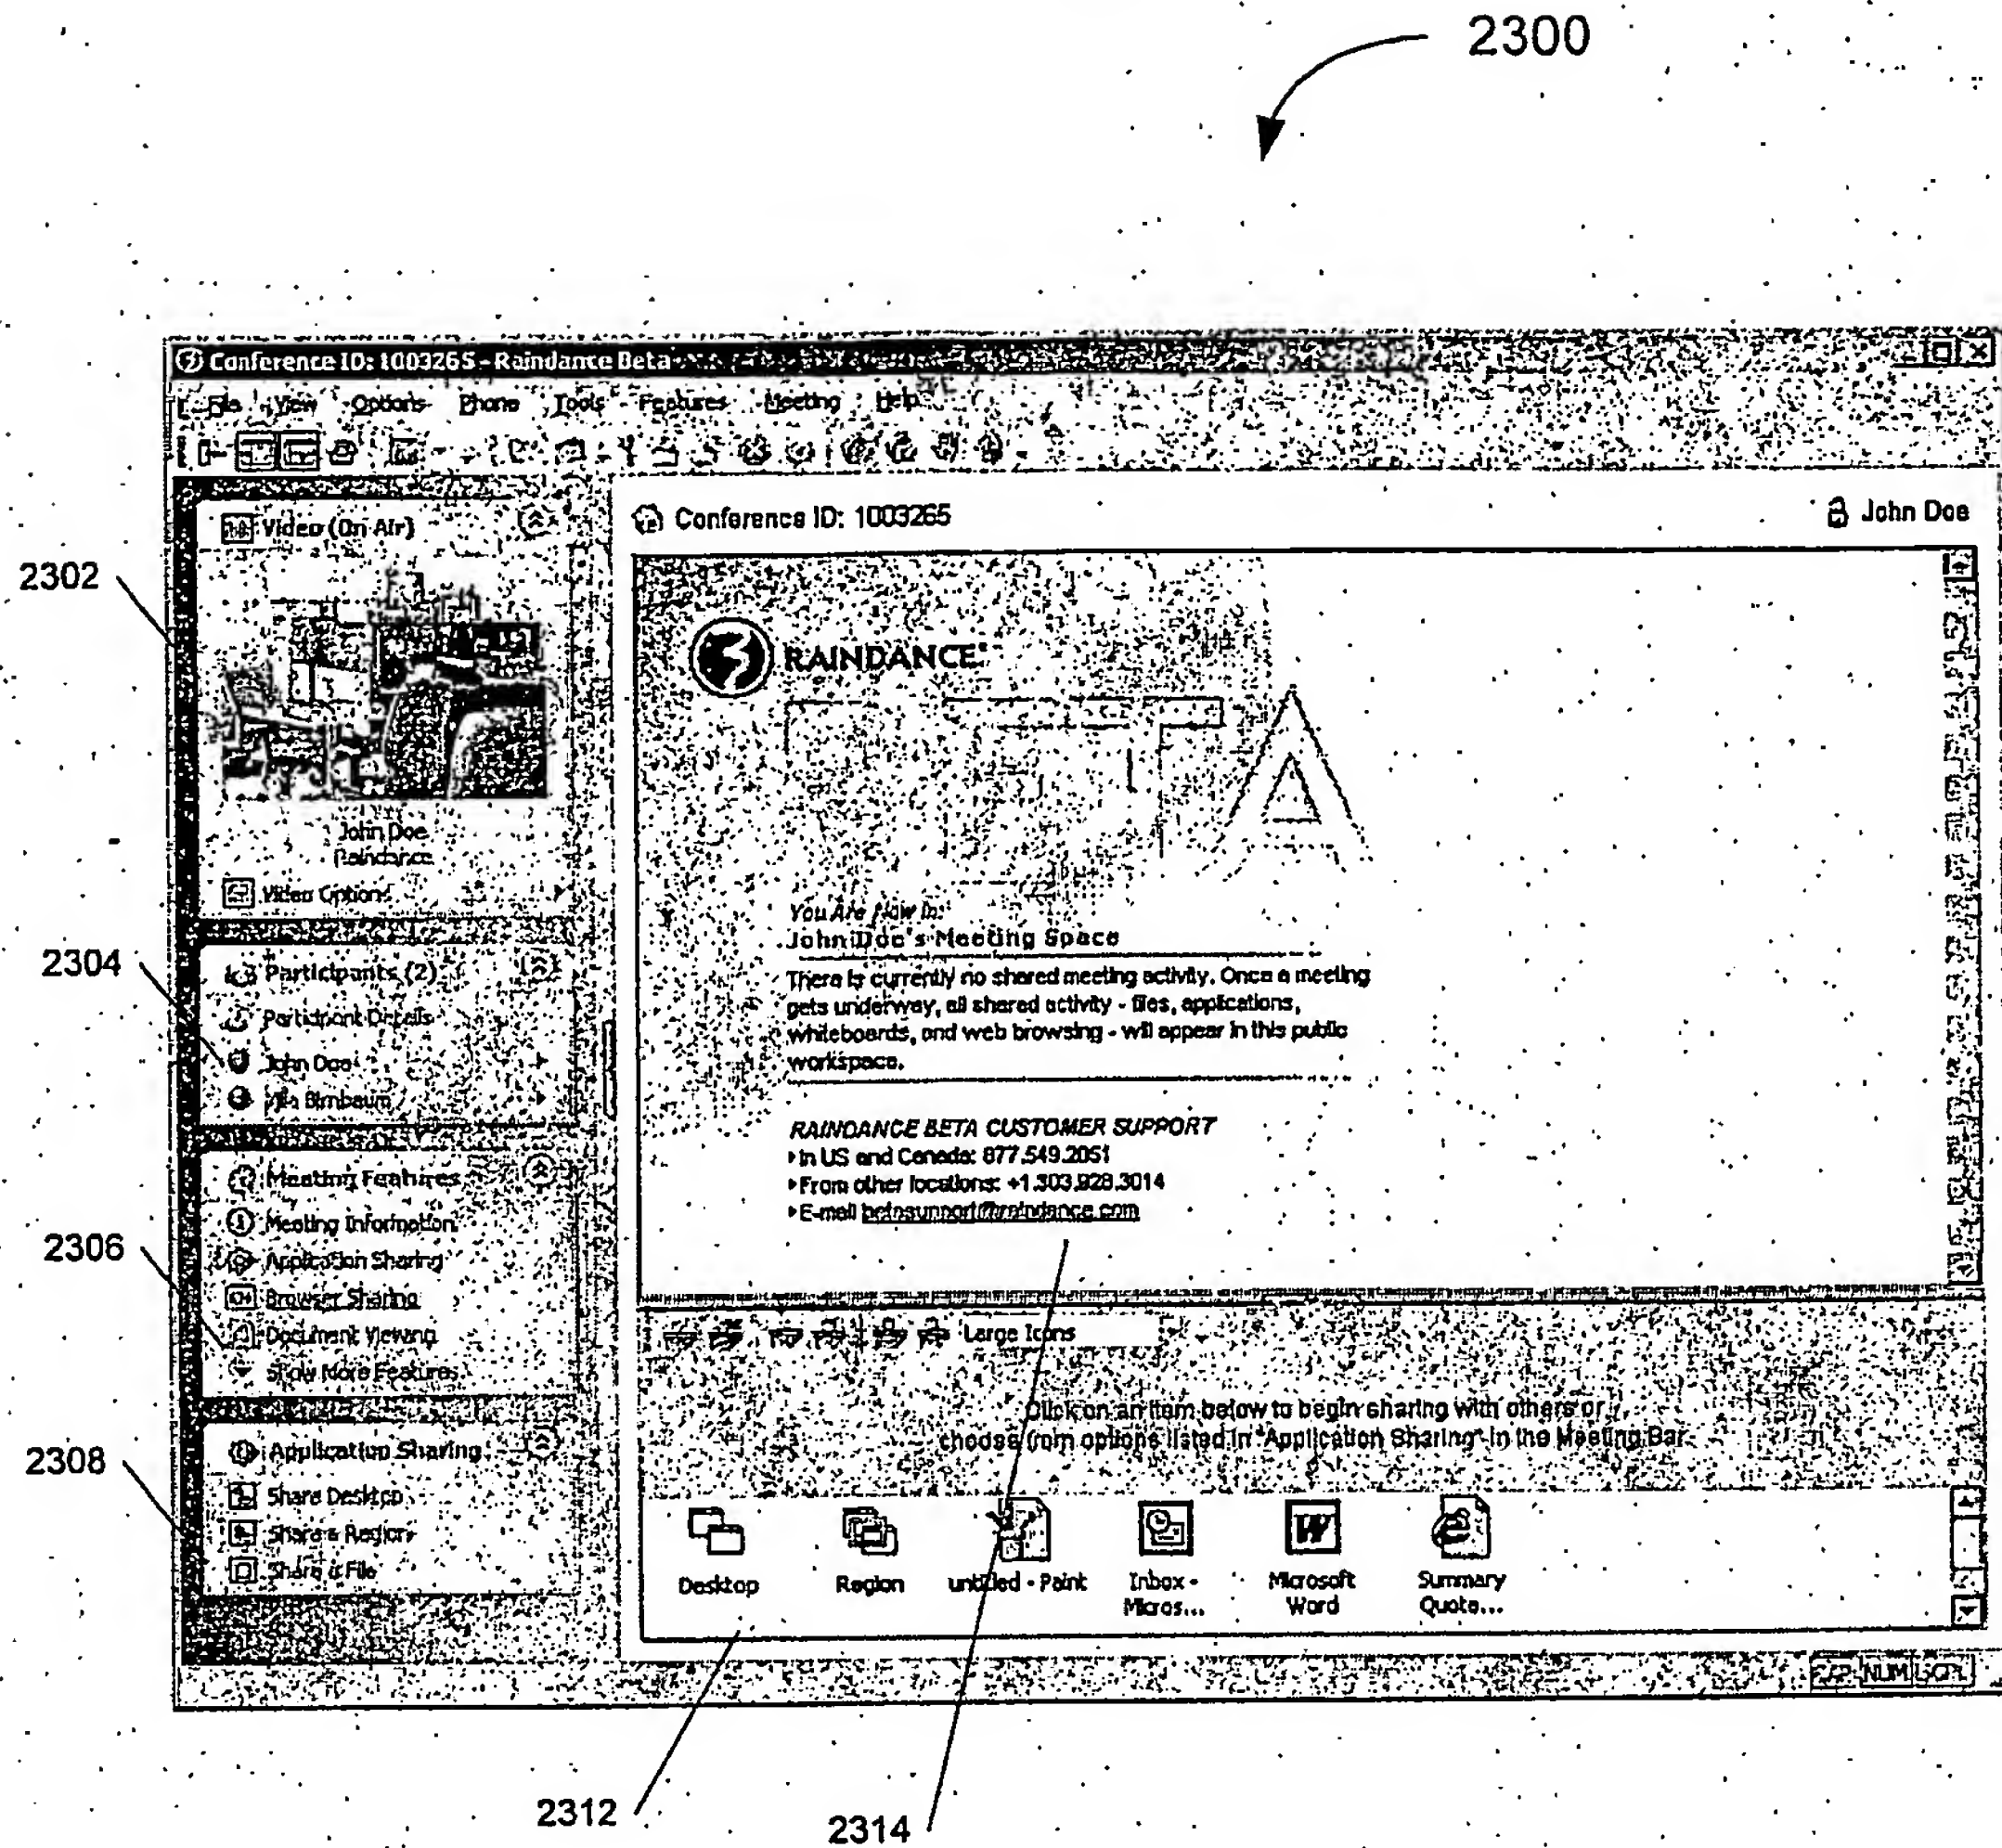 2300
Conference ID: 1003265 - Raindance Beta
File View Options Phone Tools Features Meeting Help
Video (On Air)
Conference ID: 1003265
John Doe
2302
RAINDANCE
John Doe
Raindance
Video Options
You Are Now In:
John Doe's Meeting Space
2304
Participants (2)
Participant Details
John Doe
Birnbaum
There is currently no shared meeting activity. Once a meeting
gets underway, all shared activity - files, applications,
whiteboards, and web browsing - will appear in this public
workspace.
RAINDANCE BETA CUSTOMER SUPPORT
In US and Canada: 877.549.2051
From other locations: +1.303.928.3014
E-mail betasupport@raindance.com
2306
Meeting Features
Meeting Information
Application Sharing
Browser Sharing
Document Viewing
Show More Features
Large Icons
Click on an item below to begin sharing with others or
choose from options listed in "Application Sharing" in the Meeting Bar.
2308
Application Sharing
Share Desktop
Share a Region
Share a File
Desktop
Region
untitled - Paint
Inbox -
Micros...
Microsoft
Word
Summary
Quote...
CAP NUM SCRL
2312
2314